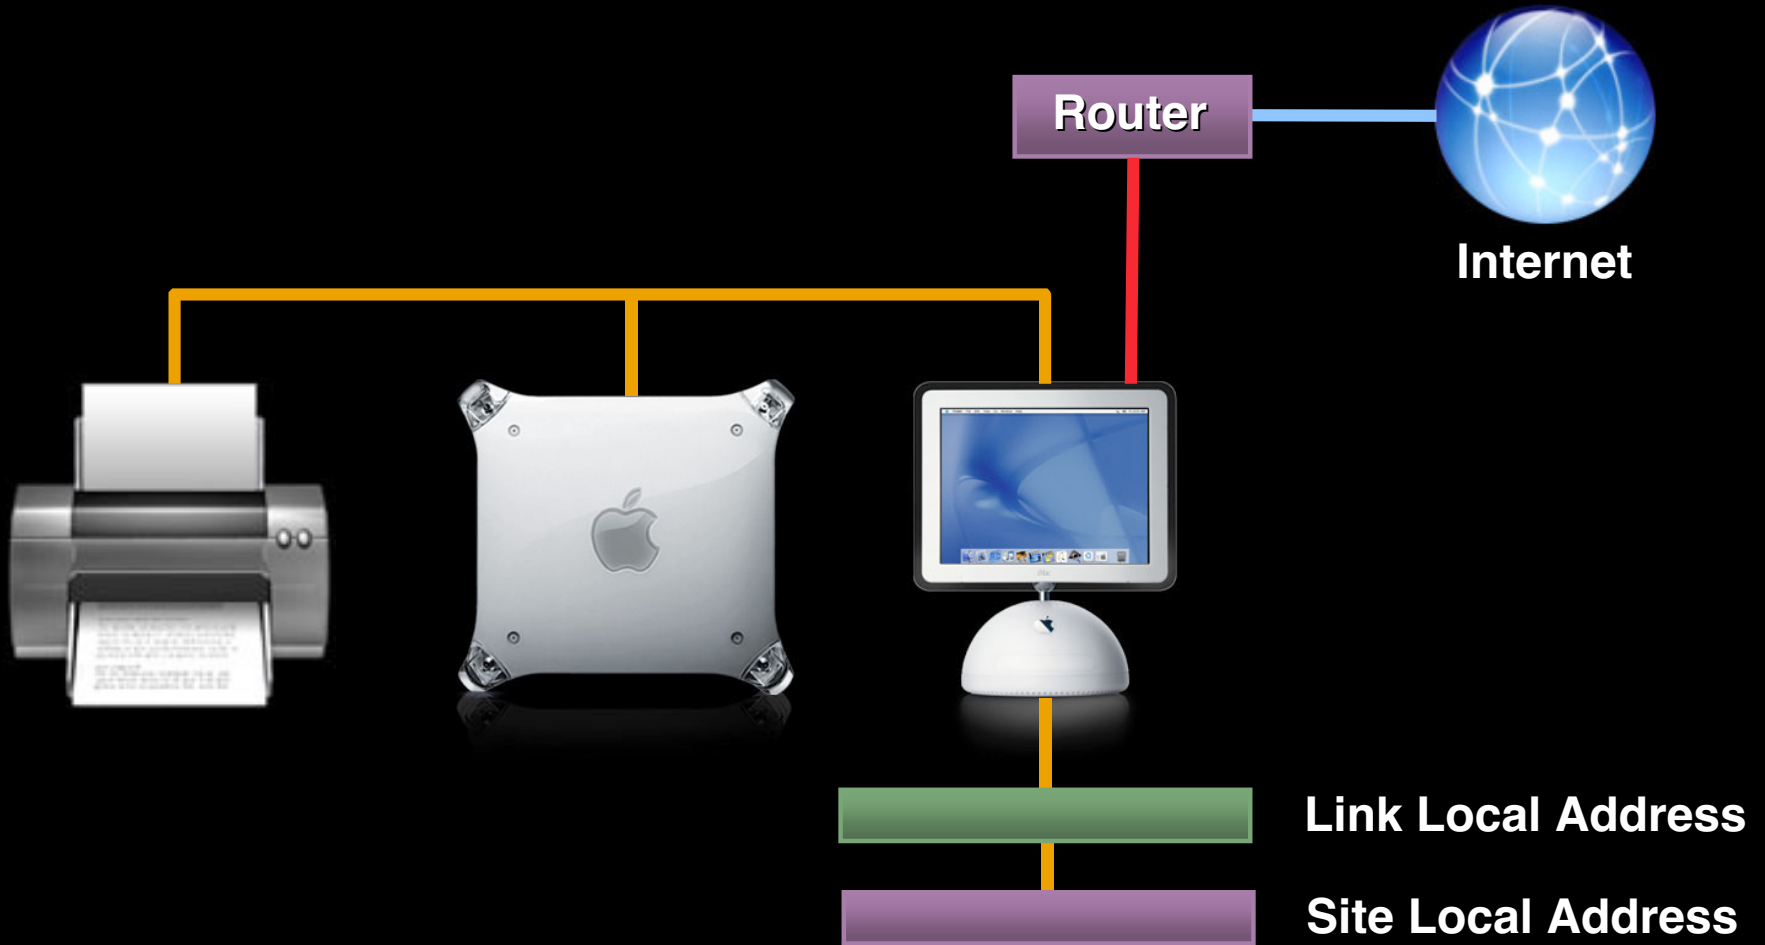 Router
Internet
Link Local Address
Site Local Address